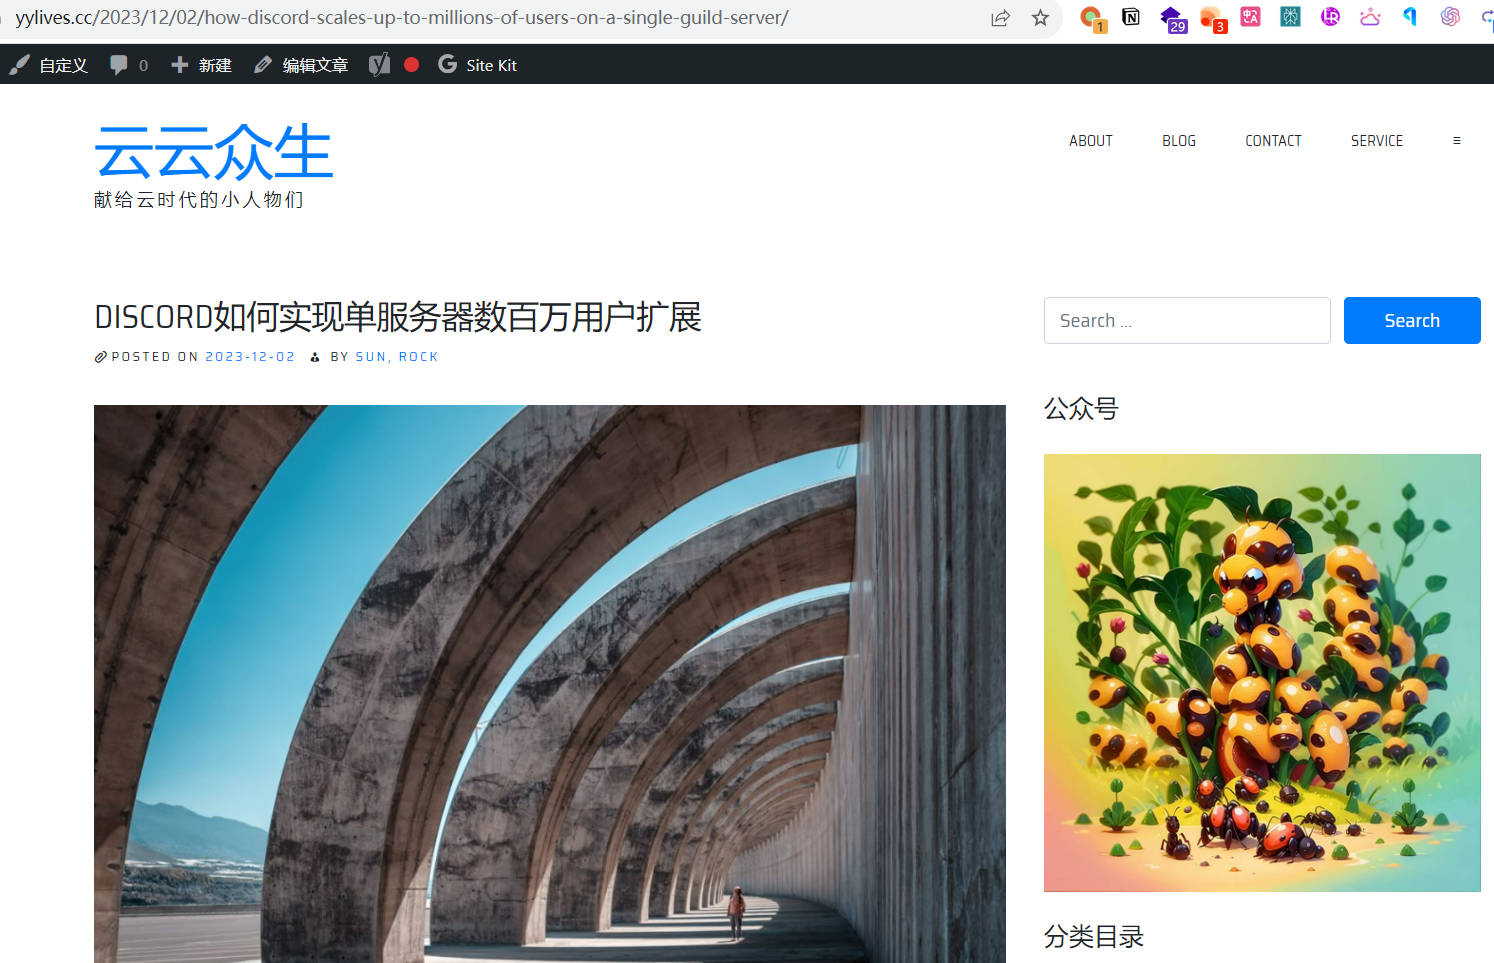 yylives.cc/2023/12/02/how-discord-scales-up-to-millions-of-users-on-a-single-guild-server/
1
29
3
自定义 0 新建 编辑文章 Site Kit
云云众生
献给云时代的小人物们
ABOUT BLOG CONTACT SERVICE
DISCORD如何实现单服务器数百万用户扩展
POSTED ON 2023-12-02 BY SUN, ROCK
Search ...
Search
公众号
分类目录